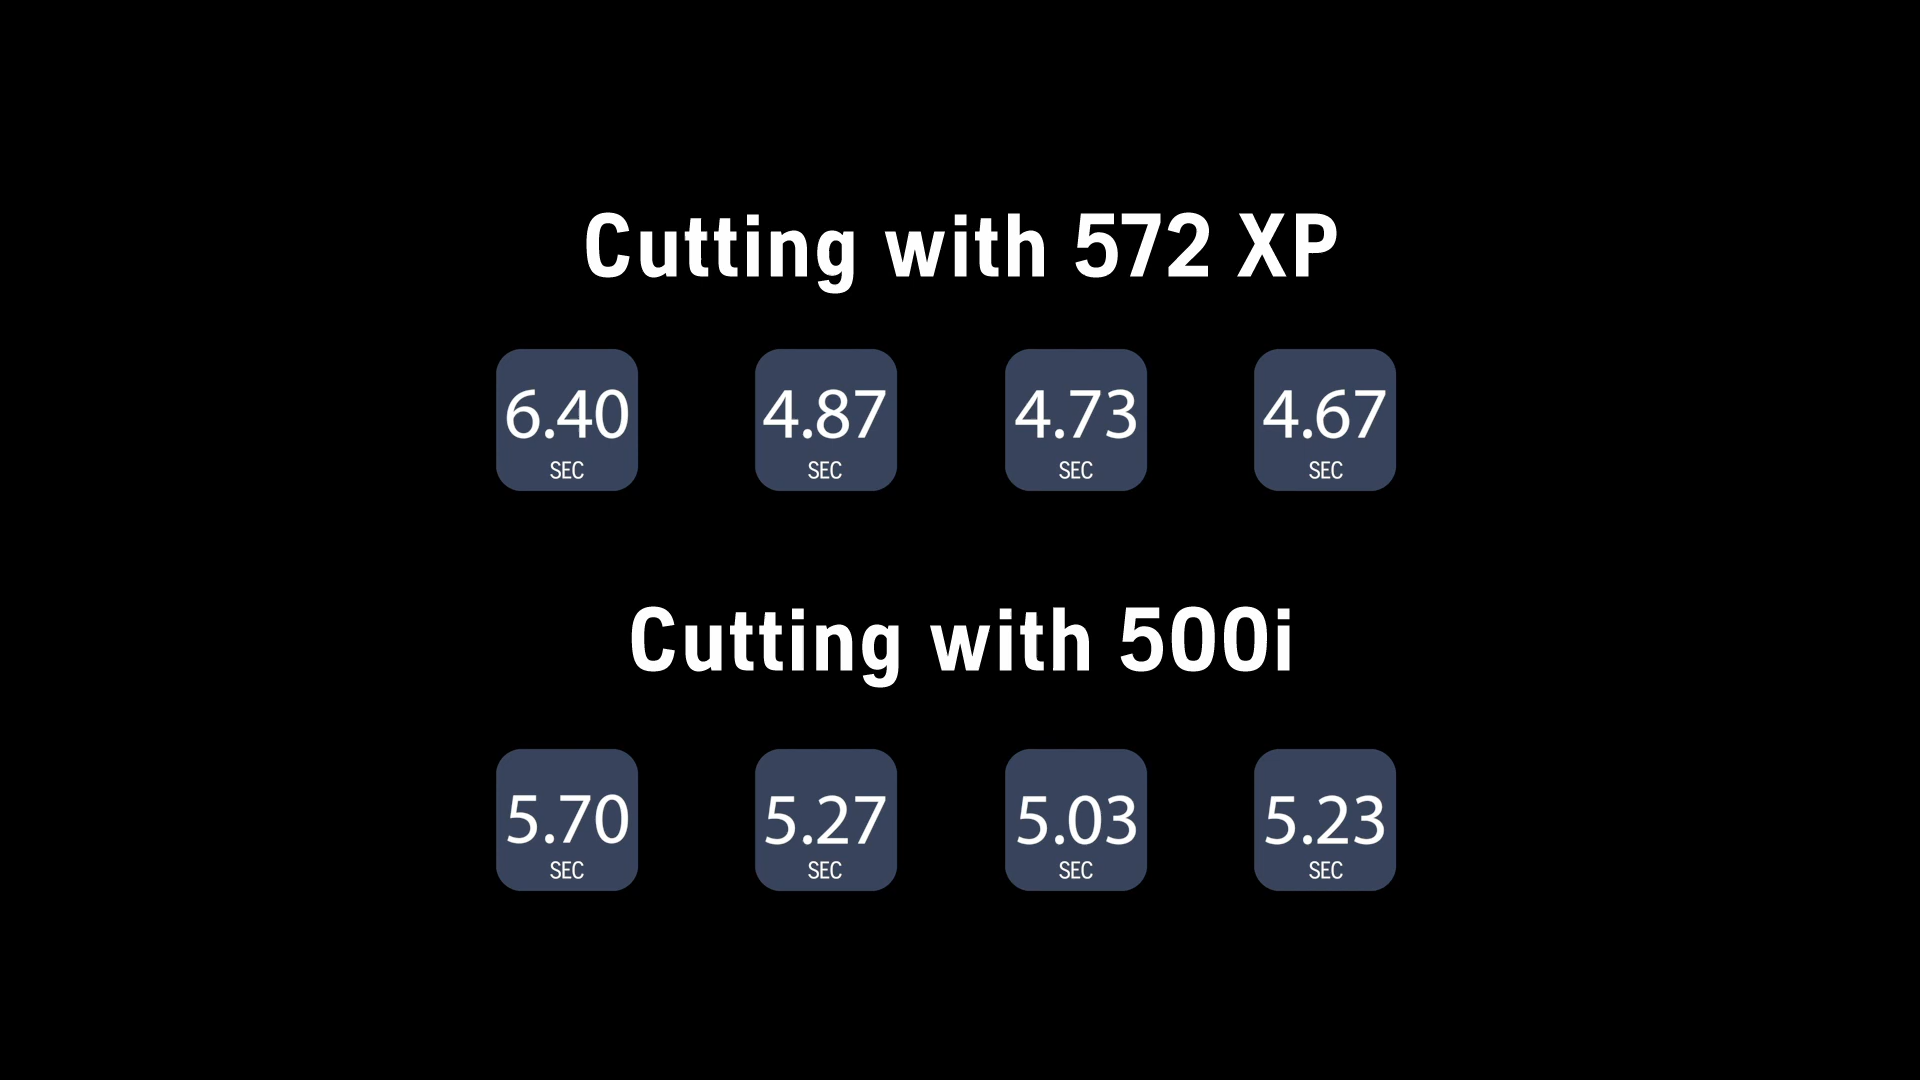 Cutting with 572 XP
6.40 4.87 4.73 4.67
SEC SEC SEC SEC
Cutting with 500i
5.70 5.27 5.03 5.23
SEC SEC SEC SEC